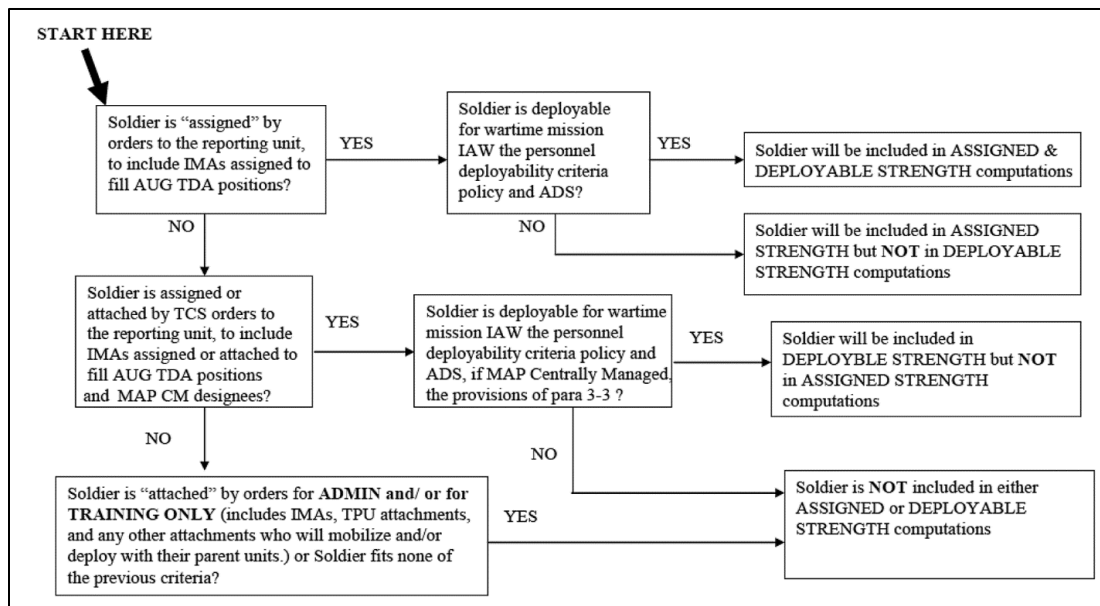 START HERE
Soldier is “assigned” by
orders to the reporting unit,
to include IMAs assigned to
fill AUG TDA positions?
YES
Soldier is deployable
for wartime mission
IAW the personnel
deployability criteria
policy and ADS?
YES
Soldier will be included in ASSIGNED &
DEPLOYABLE STRENGTH computations
NO
NO
Soldier will be included in ASSIGNED
STRENGTH but NOT in DEPLOYABLE
STRENGTH computations
Soldier is assigned or
attached by TCS orders to
the reporting unit, to include
IMAs assigned or attached to
fill AUG TDA positions
and MAP CM designees?
YES
Soldier is deployable for wartime
mission IAW the personnel
deployability criteria policy and
ADS, if MAP Centrally Managed,
the provisions of para 3-3 ?
YES
Soldier will be included in
DEPLOYBLE STRENGTH but NOT
in ASSIGNED STRENGTH
computations
NO
NO
Soldier is “attached” by orders for ADMIN and/ or for
TRAINING ONLY (includes IMAs, TPU attachments,
and any other attachments who will mobilize and/or
deploy with their parent units.) or Soldier fits none of
the previous criteria?
YES
Soldier is NOT included in either
ASSIGNED or DEPLOYABLE
STRENGTH computations